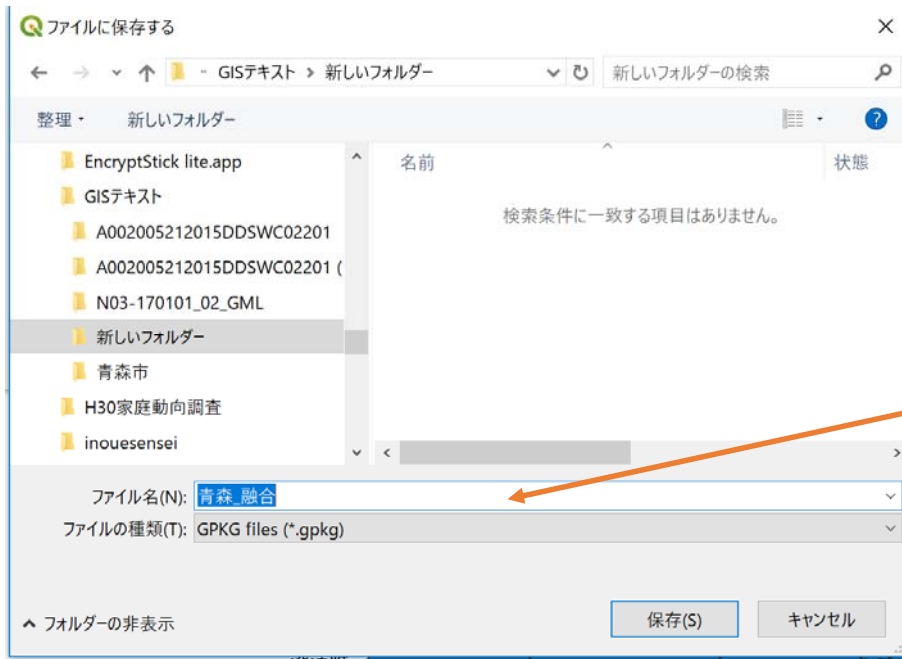 ファイルに保存する
GISテキスト › 新しいフォルダー
新しいフォルダーの検索
整理
新しいフォルダー
EncryptStick lite.app
GISテキスト
A002005212015DDSWC02201
A002005212015DDSWC02201 (
N03-170101_02_GML
新しいフォルダー
青森市
H30家庭動向調査
inouesensei
名前
状態
検索条件に一致する項目はありません。
ファイル名(N): 青森_融合
ファイルの種類(T): GPKG files (*.gpkg)
フォルダーの非表示
保存(S)
キャンセル